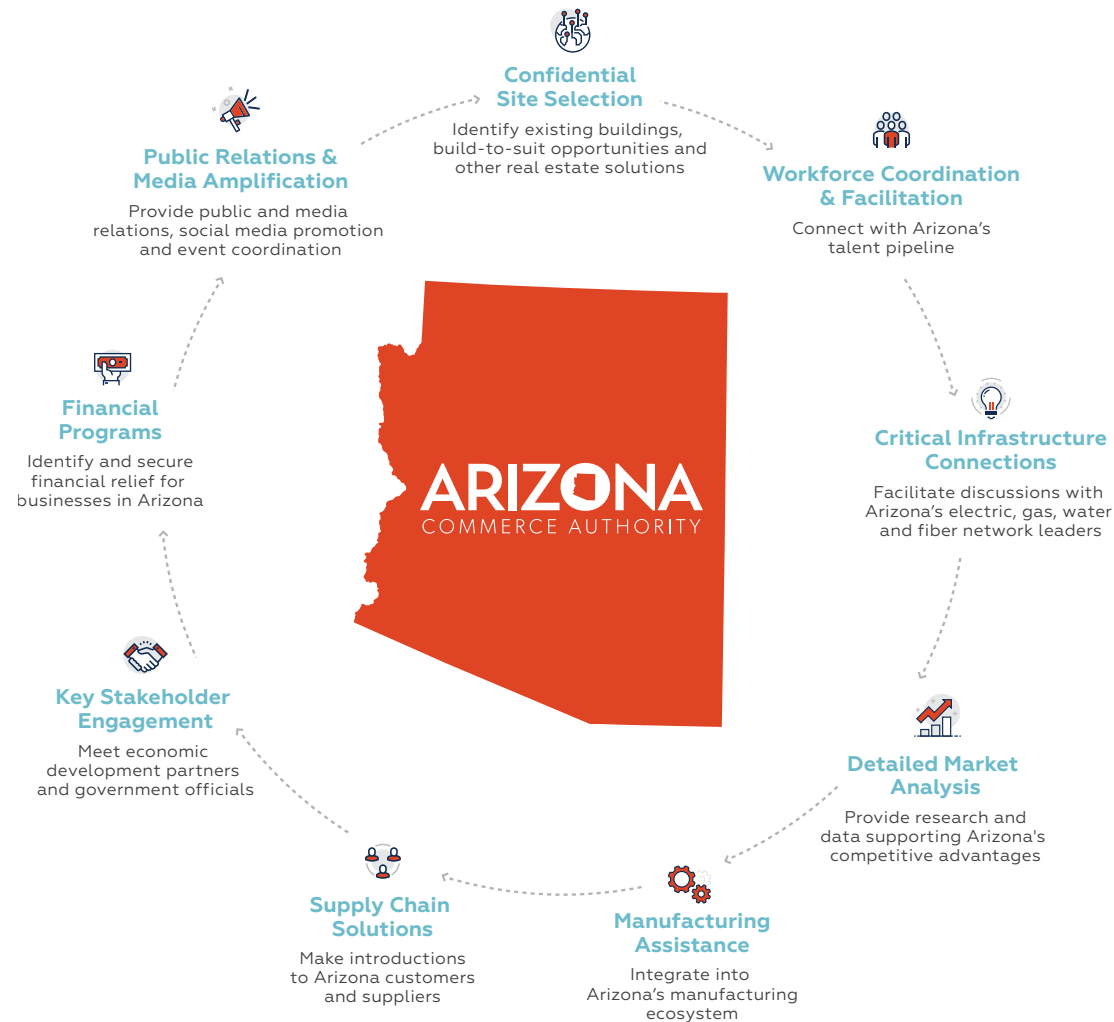 Confidential
Site Selection
Identify existing buildings,
build-to-suit opportunities and
other real estate solutions
Workforce Coordination
& Facilitation
Connect with Arizona’s
talent pipeline
Critical Infrastructure
Connections
Facilitate discussions with
Arizona’s electric, gas, water
and fiber network leaders
Detailed Market
Analysis
Provide research and
data supporting Arizona's
competitive advantages
Manufacturing
Assistance
Integrate into
Arizona’s manufacturing
ecosystem
Supply Chain
Solutions
Make introductions
to Arizona customers
and suppliers
Key Stakeholder
Engagement
Meet economic
development partners
and government officials
Financial
Programs
Identify and secure
financial relief for
businesses in Arizona
Public Relations &
Media Amplification
Provide public and media
relations, social media promotion
and event coordination
ARIZONA
COMMERCE AUTHORITY